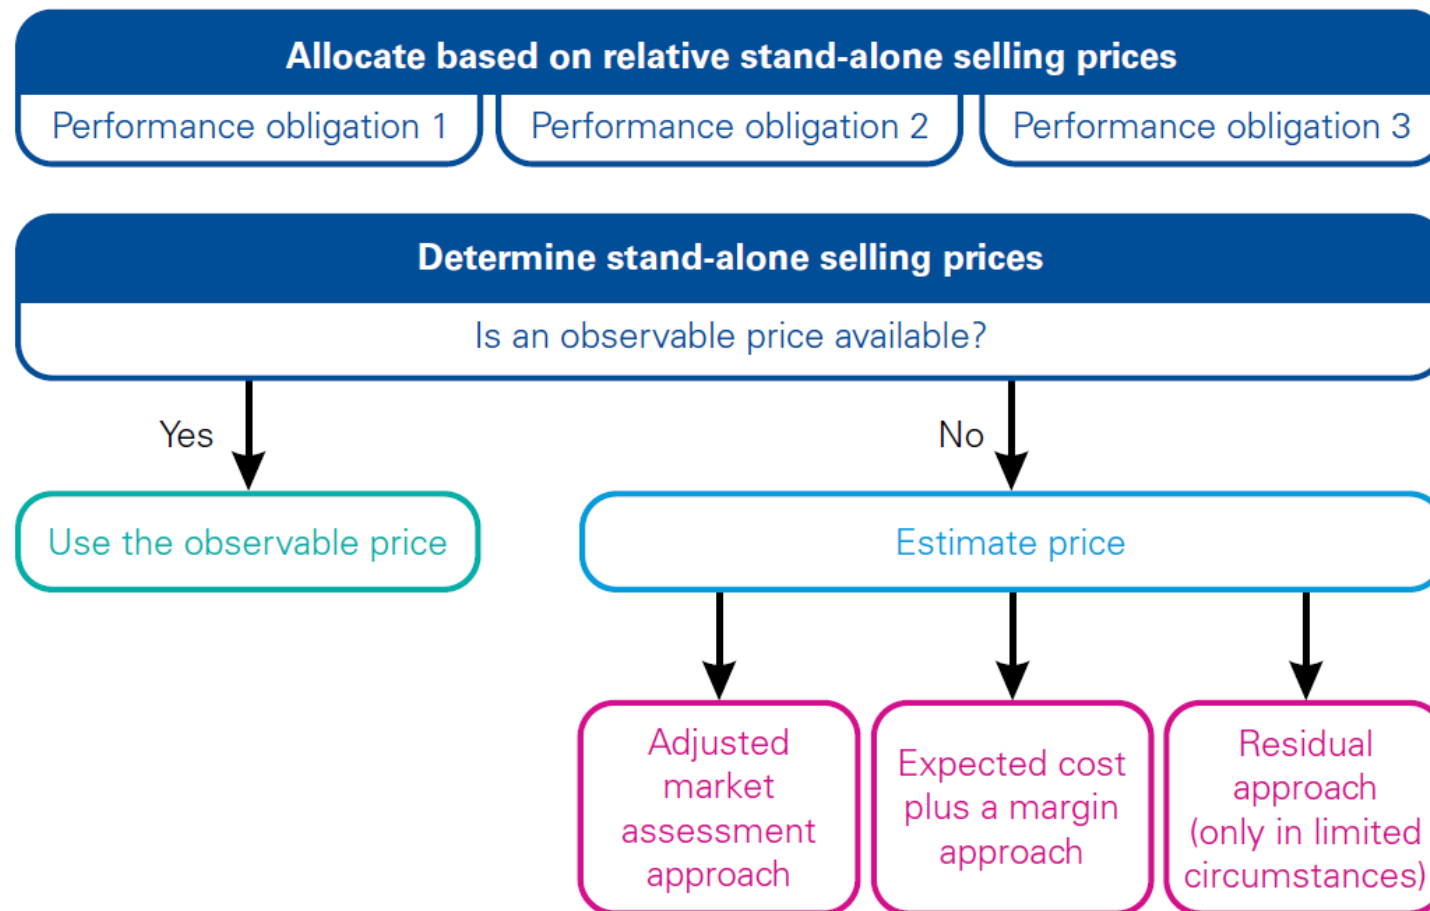 Allocate based on relative stand-alone selling prices
Performance obligation 1
Performance obligation 2
Performance obligation 3
Determine stand-alone selling prices
Is an observable price available?
Yes
No
Use the observable price
Estimate price
Adjusted
market
assessment
approach
Expected cost
plus a margin
approach
Residual
approach
(only in limited
circumstances)